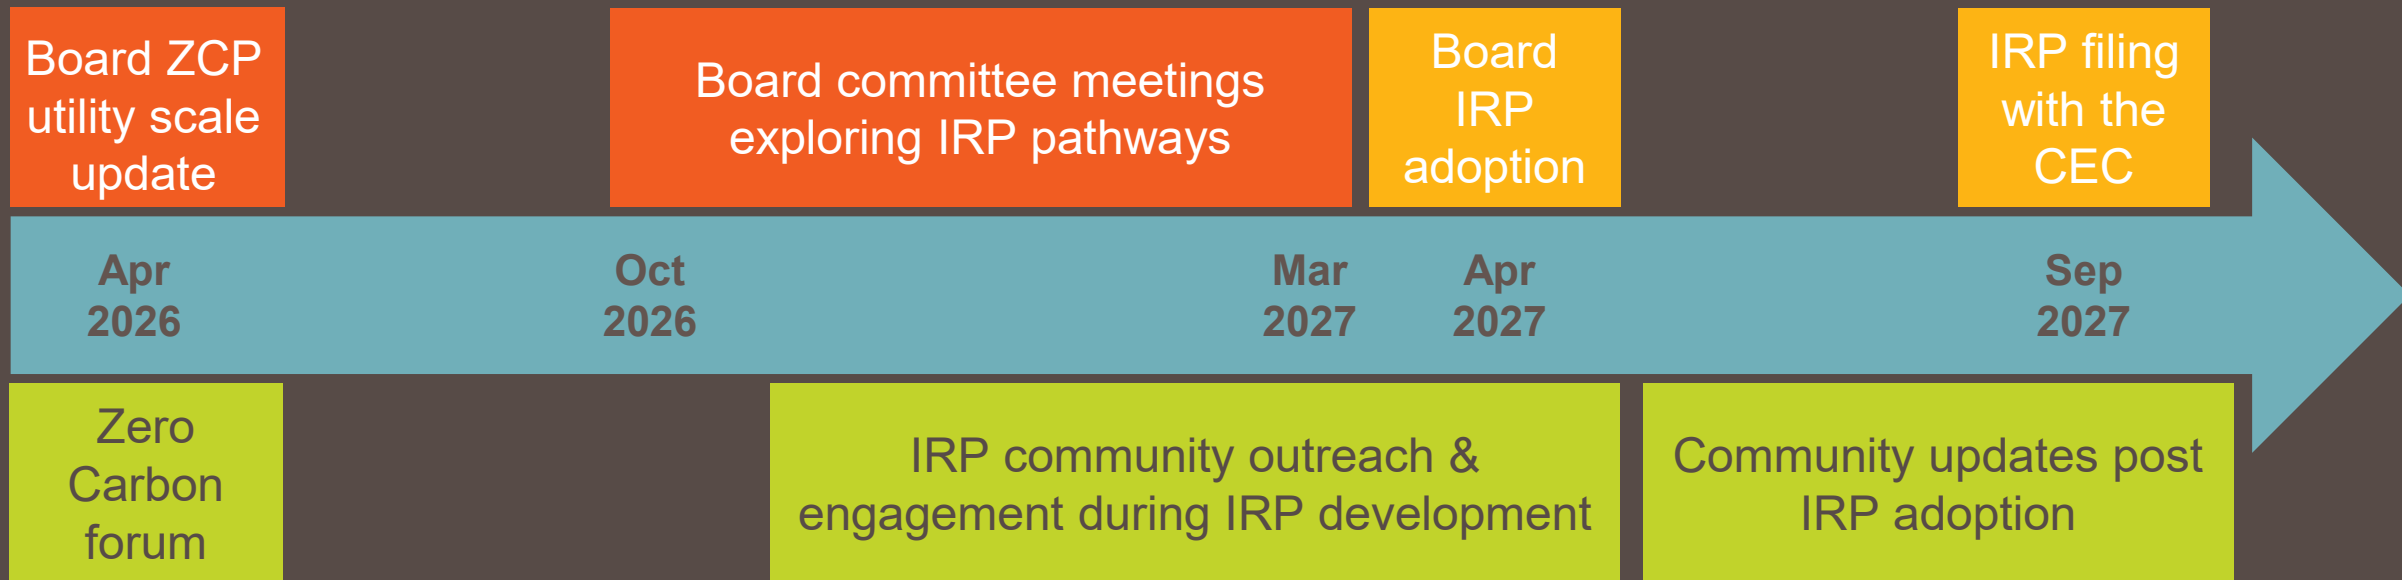 Board ZCP
utility scale
update
Board committee meetings
exploring IRP pathways
Board
IRP
adoption
IRP filing
with the
CEC
Apr
2026
Oct
2026
Mar
2027
Apr
2027
Sep
2027
Zero
Carbon
forum
IRP community outreach &
engagement during IRP development
Community updates post
IRP adoption